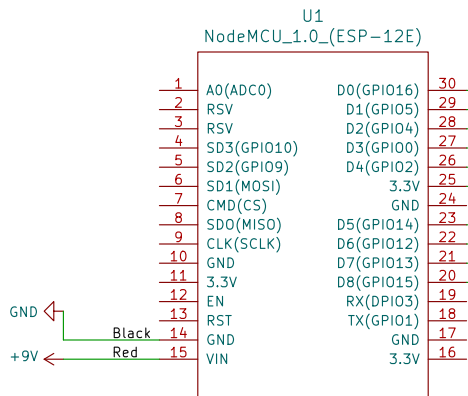 U1
NodeMCU_1.0_(ESP-12E)
1 A0(ADC0) D0(GPIO16) 30
2 RSV D1(GPIO5) 29
3 RSV D2(GPIO4) 28
4 SD3(GPIO10) D3(GPIO0) 27
5 SD2(GPIO9) D4(GPIO2) 26
6 SD1(MOSI) 3.3V 25
7 CMD(CS) GND 24
8 SDO(MISO) D5(GPIO14) 23
9 CLK(SCLK) D6(GPIO12) 22
10 GND D7(GPIO13) 21
11 3.3V D8(GPIO15) 20
12 EN RX(DPIO3) 19
13 RST TX(GPIO1) 18
GND Black 14 GND GND 17
+9V Red 15 VIN 3.3V 16